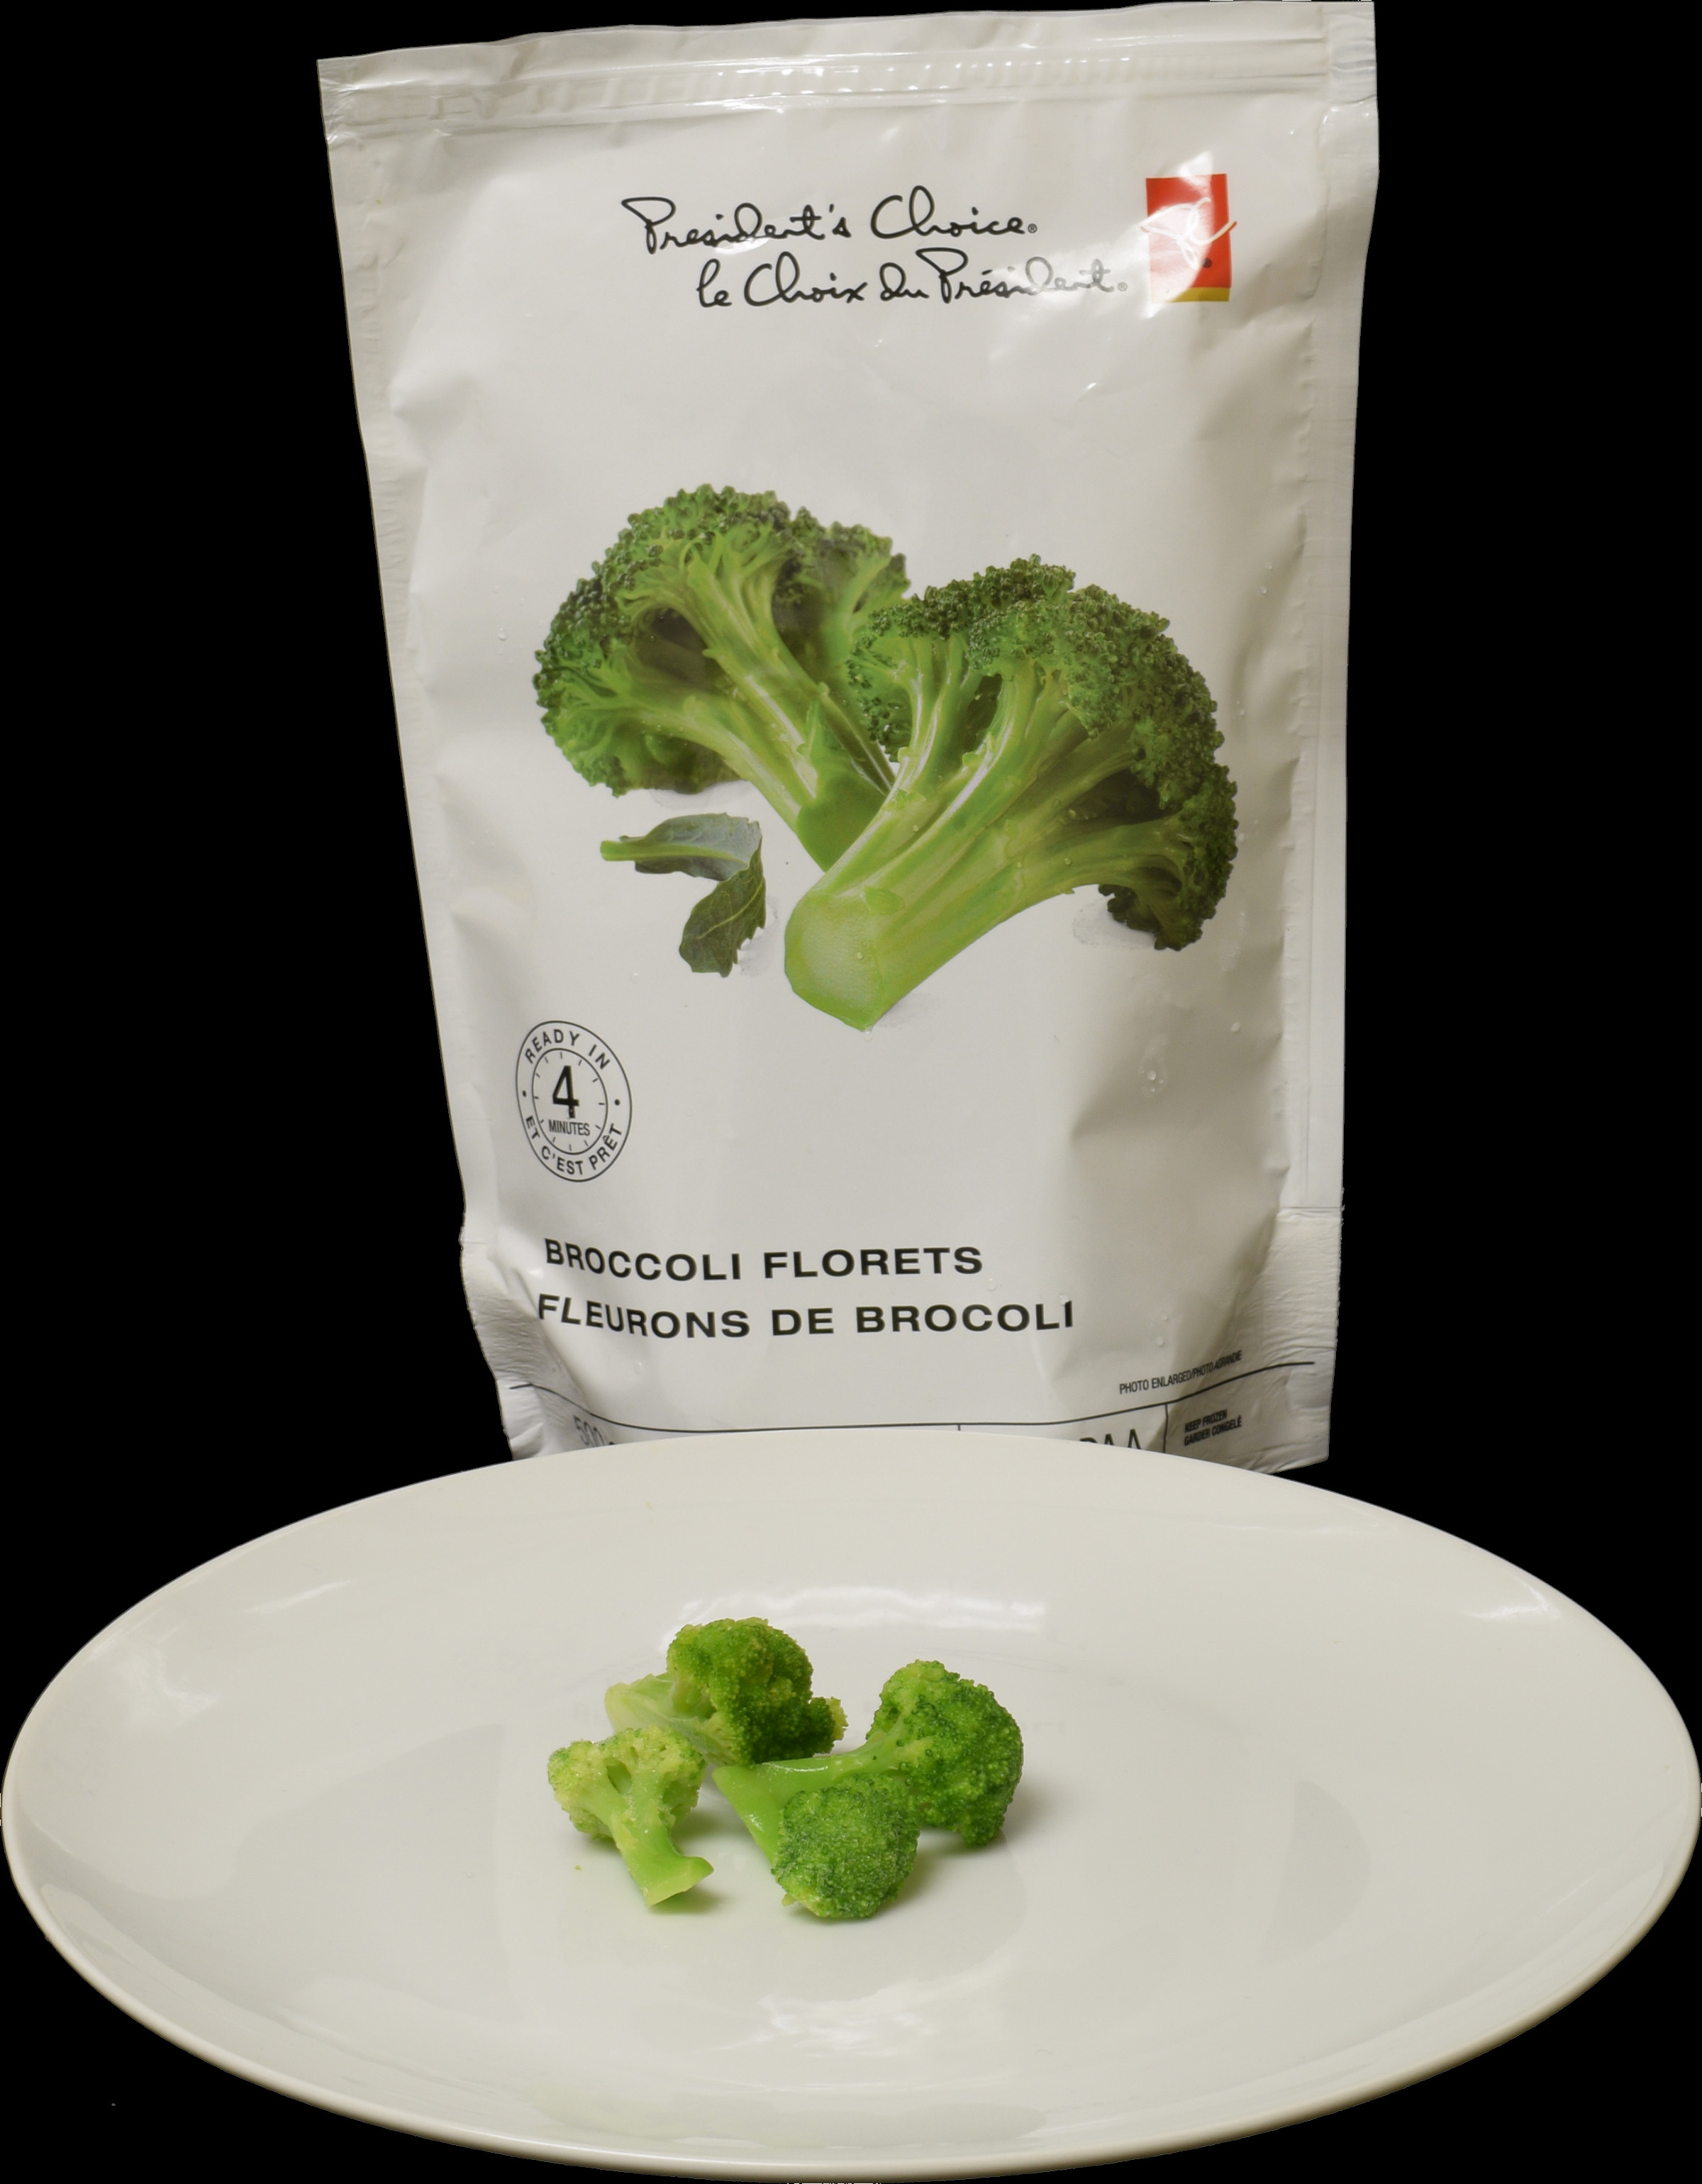 President's Choice®
le Choix du Président®
READY IN
4
MINUTES
ET C'EST PRÊT
BROCCOLI FLORETS
FLEURONS DE BROCOLI
PHOTO ENLARGED/PHOTO AGRANDIE
500
KEEP FROZEN
GARDER CONGELÉ